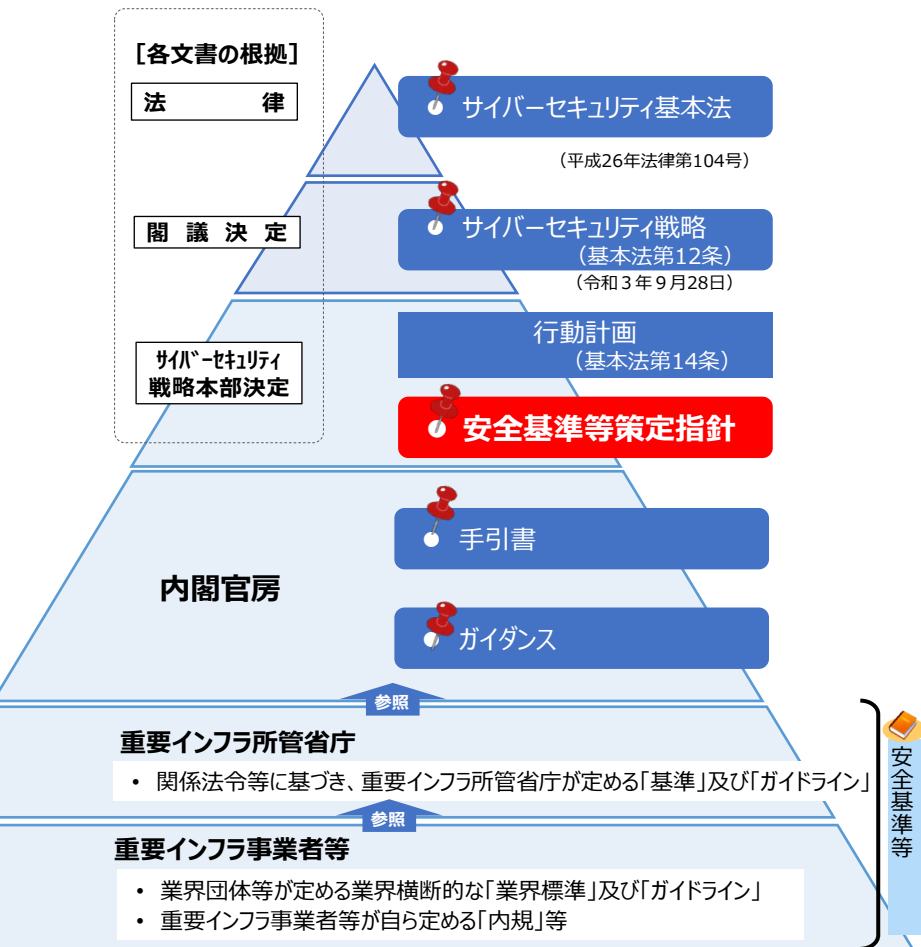 [各文書の根拠]
法　　　律
サイバーセキュリティ基本法
(平成26年法律第104号)
閣 議 決 定
サイバーセキュリティ戦略
(基本法第12条)
(令和３年９月28日)
行動計画
(基本法第14条)
ｻｲﾊﾞｰｾｷｭﾘﾃｨ
戦略本部決定
安全基準等策定指針
手引書
内閣官房
ガイダンス
参照
重要インフラ所管省庁
• 関係法令等に基づき、重要インフラ所管省庁が定める「基準」及び「ガイドライン」
参照
重要インフラ事業者等
• 業界団体等が定める業界横断的な「業界標準」及び「ガイドライン」
• 重要インフラ事業者等が自ら定める「内規」等
安全基準等